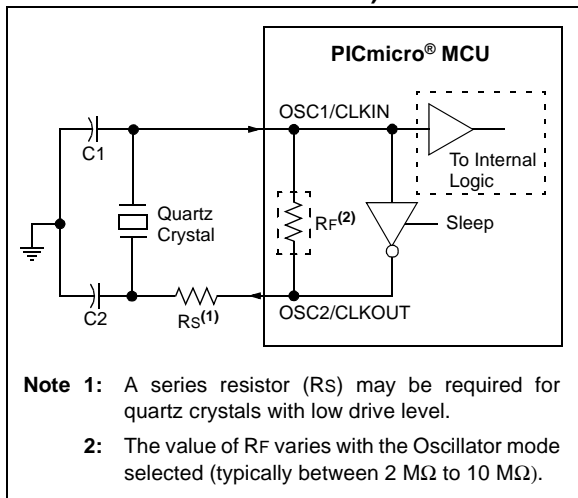 PICmicro® MCU
OSC1/CLKIN
C1
To Internal
Logic
Quartz
Crystal
RF(2)
Sleep
C2
RS(1)
OSC2/CLKOUT
Note 1: A series resistor (RS) may be required for
quartz crystals with low drive level.
2: The value of RF varies with the Oscillator mode
selected (typically between 2 MΩ to 10 MΩ).